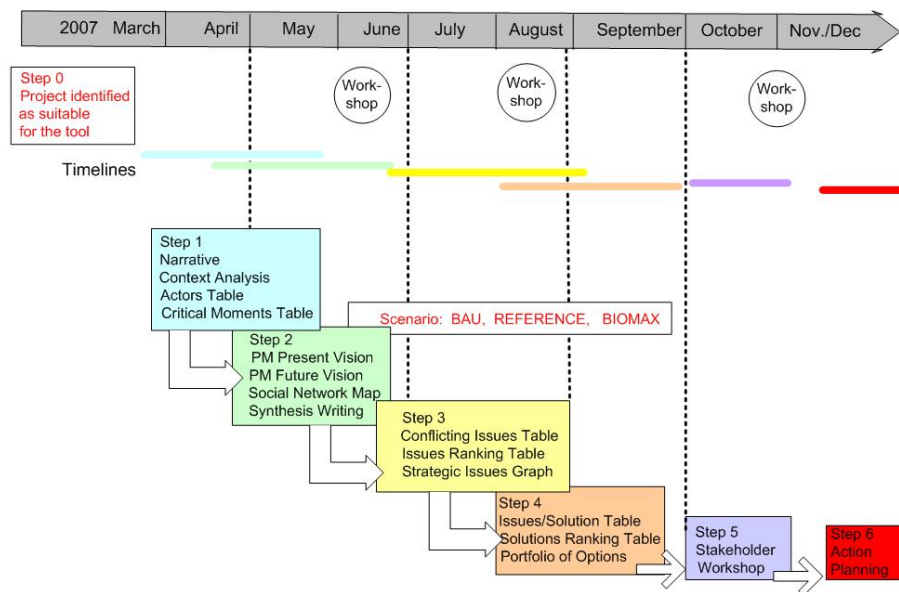 2007 March April May June July August September October Nov./Dec
Step 0
Project identified
as suitable
for the tool
Work-
shop
Work-
shop
Work-
shop
Timelines
Step 1
Narrative
Context Analysis
Actors Table
Critical Moments Table
Scenario: BAU, REFERENCE, BIOMAX
Step 2
PM Present Vision
PM Future Vision
Social Network Map
Synthesis Writing
Step 3
Conflicting Issues Table
Issues Ranking Table
Strategic Issues Graph
Step 4
Issues/Solution Table
Solutions Ranking Table
Portfolio of Options
Step 5
Stakeholder
Workshop
Step 6
Action
Planning